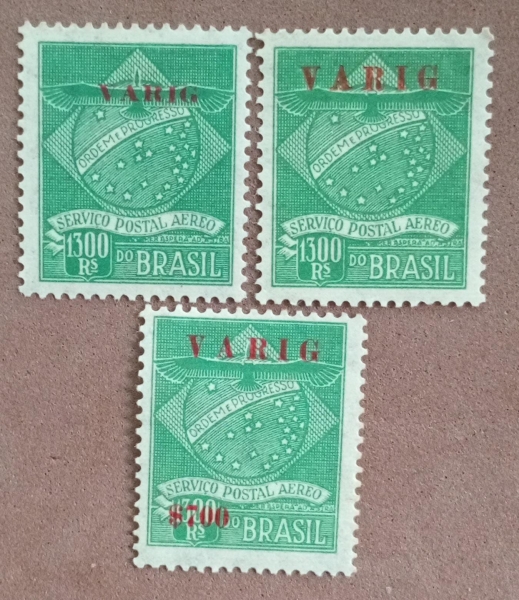 VARIG
ORDEM E PROGRESSO
SERVIÇO POSTAL AEREO
1300 Rs
DO BRASIL
VARIG
ORDEM E PROGRESSO
SERVIÇO POSTAL AEREO
1300 Rs
DO BRASIL
VARIG
ORDEM E PROGRESSO
SERVIÇO POSTAL AEREO
1300 Rs
$700
DO BRASIL